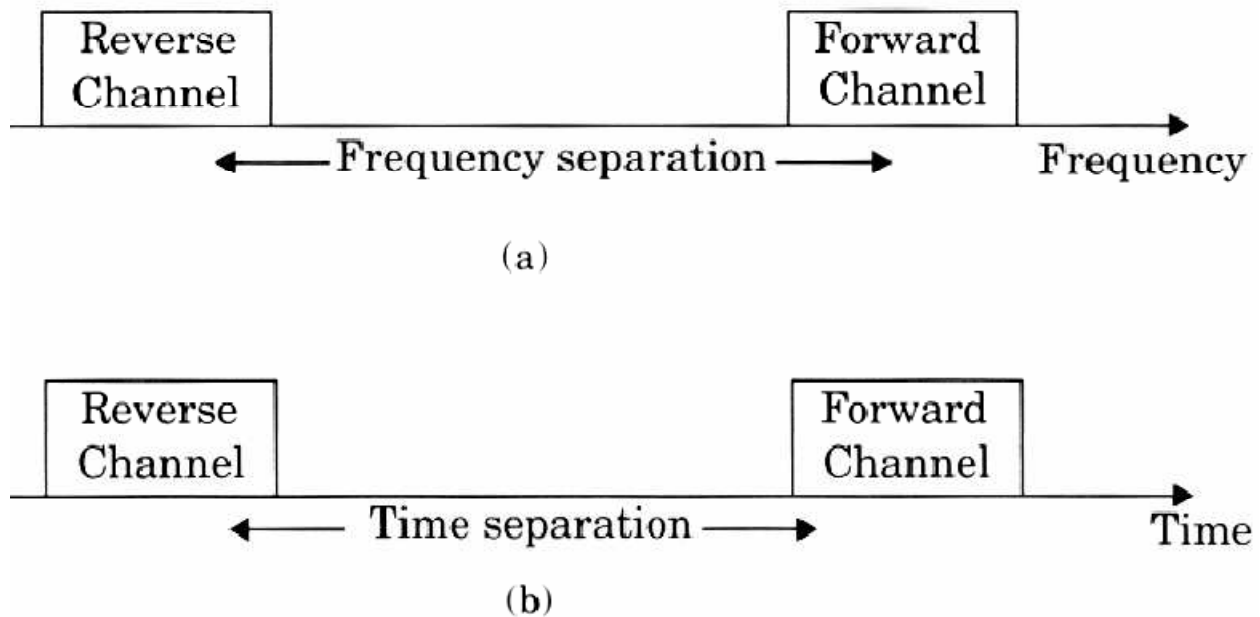 Reverse
Channel
Forward
Channel
Frequency separation
Frequency
(a)
Reverse
Channel
Forward
Channel
Time separation
Time
(b)